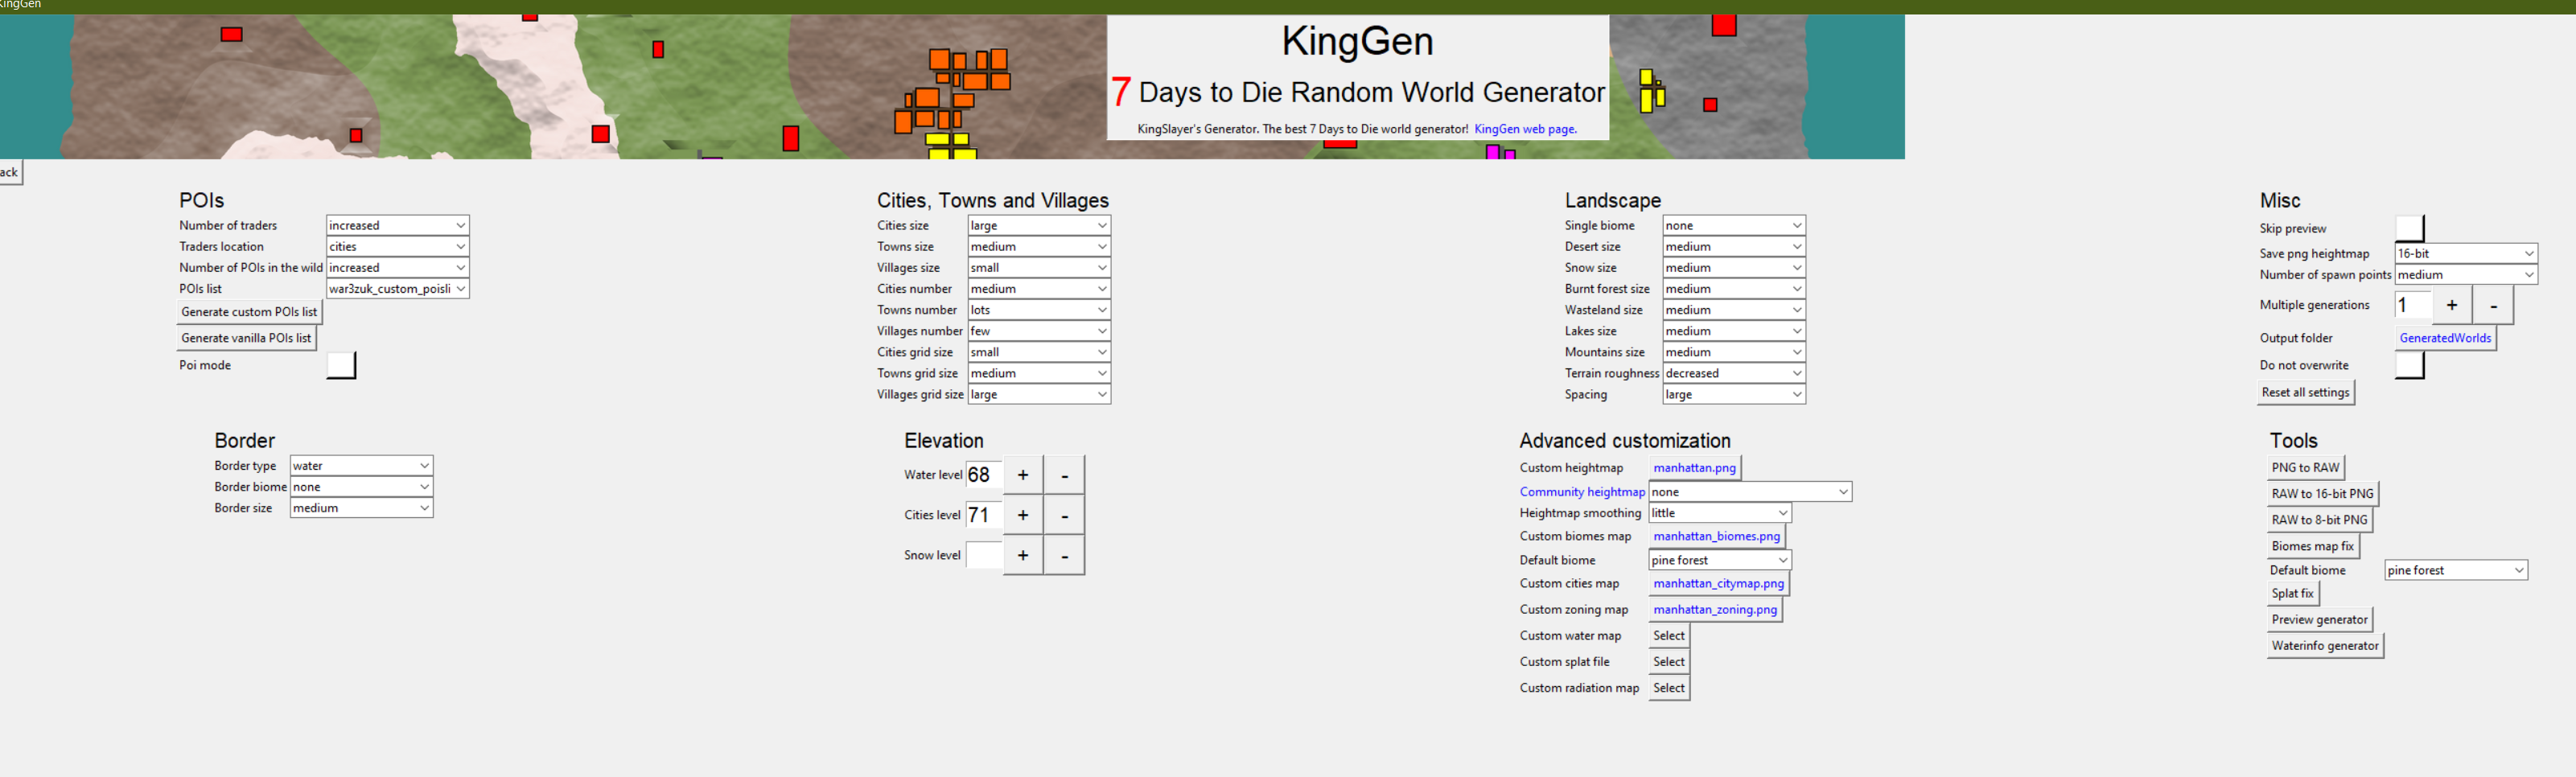 KingGen
KingGen
7 Days to Die Random World Generator
KingSlayer's Generator. The best 7 Days to Die world generator! KingGen web page.
ack
POIs
Number of traders increased
Traders location cities
Number of POIs in the wild increased
POIs list war3zuk_custom_poisli
Generate custom POIs list
Generate vanilla POIs list
Poi mode
Cities, Towns and Villages
Cities size large
Towns size medium
Villages size small
Cities number medium
Towns number lots
Villages number few
Cities grid size small
Towns grid size medium
Villages grid size large
Landscape
Single biome none
Desert size medium
Snow size medium
Burnt forest size medium
Wasteland size medium
Lakes size medium
Mountains size medium
Terrain roughness decreased
Spacing large
Misc
Skip preview
Save png heightmap 16-bit
Number of spawn points medium
Multiple generations 1 + -
Output folder GeneratedWorlds
Do not overwrite
Reset all settings
Border
Border type water
Border biome none
Border size medium
Elevation
Water level 68 + -
Cities level 71 + -
Snow level + -
Advanced customization
Custom heightmap manhattan.png
Community heightmap none
Heightmap smoothing little
Custom biomes map manhattan_biomes.png
Default biome pine forest
Custom cities map manhattan_citymap.png
Custom zoning map manhattan_zoning.png
Custom water map Select
Custom splat file Select
Custom radiation map Select
Tools
PNG to RAW
RAW to 16-bit PNG
RAW to 8-bit PNG
Biomes map fix
Default biome pine forest
Splat fix
Preview generator
Waterinfo generator